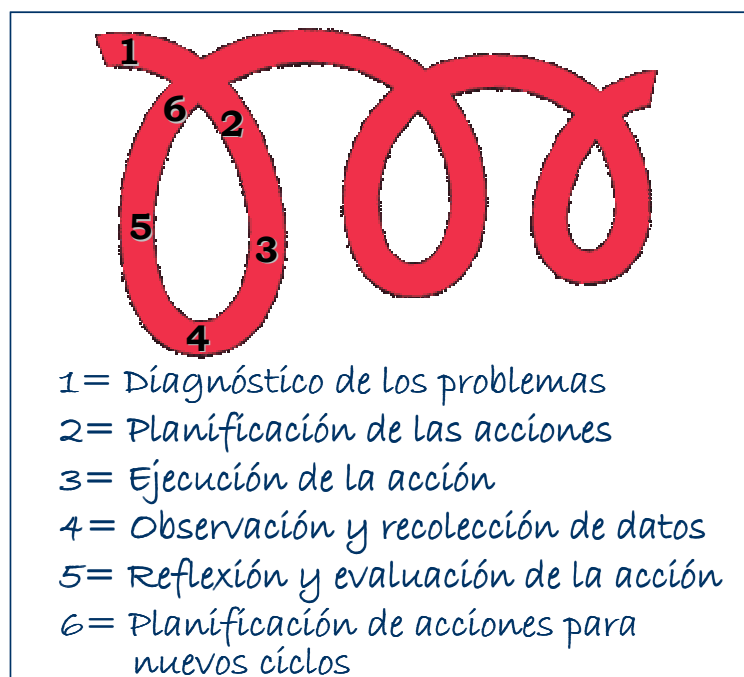 1
6
2
5
3
4
1= Diagnóstico de los problemas
2= Planificación de las acciones
3= Ejecución de la acción
4= Observación y recolección de datos
5= Reflexión y evaluación de la acción
6= Planificación de acciones para
nuevos ciclos